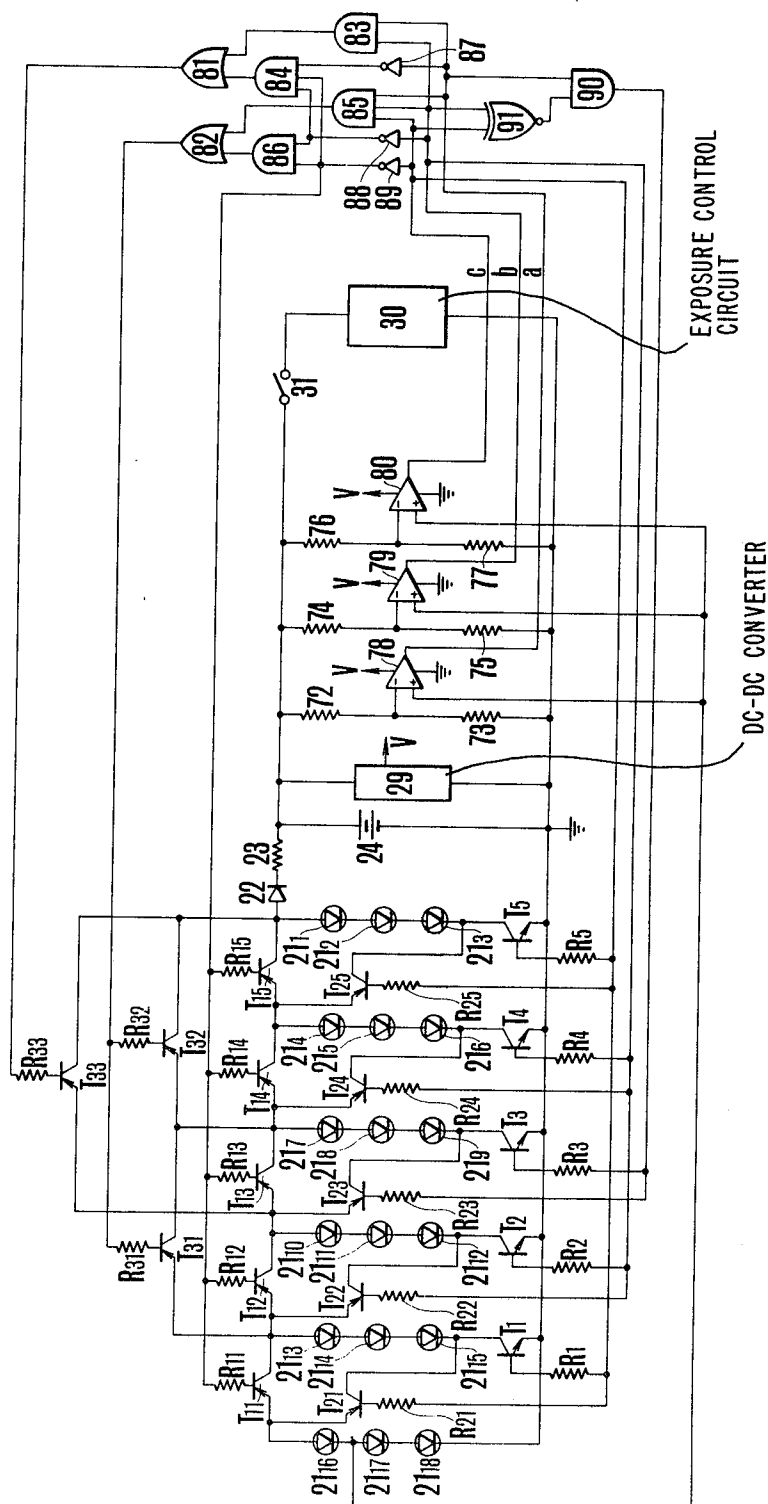 81
83
84
87
82
85
86
88
89
91
90
c
b
a
EXPOSURE CONTROL
CIRCUIT
30
31
76
V
80
77
74
V
79
75
72
V
78
73
V
29
DC-DC CONVERTER
24
23
22
R33
T33
R32
T32
R31
T31
R15
T15
R14
T14
R13
T13
R12
T12
R11
T11
211
212
213
T25
R25
T5
R5
214
215
216
T24
R24
T4
R4
217
218
219
T23
R23
T3
R3
2110
2111
2112
T22
R22
T2
R2
2113
2114
2115
T21
R21
T1
R1
2116
2117
2118